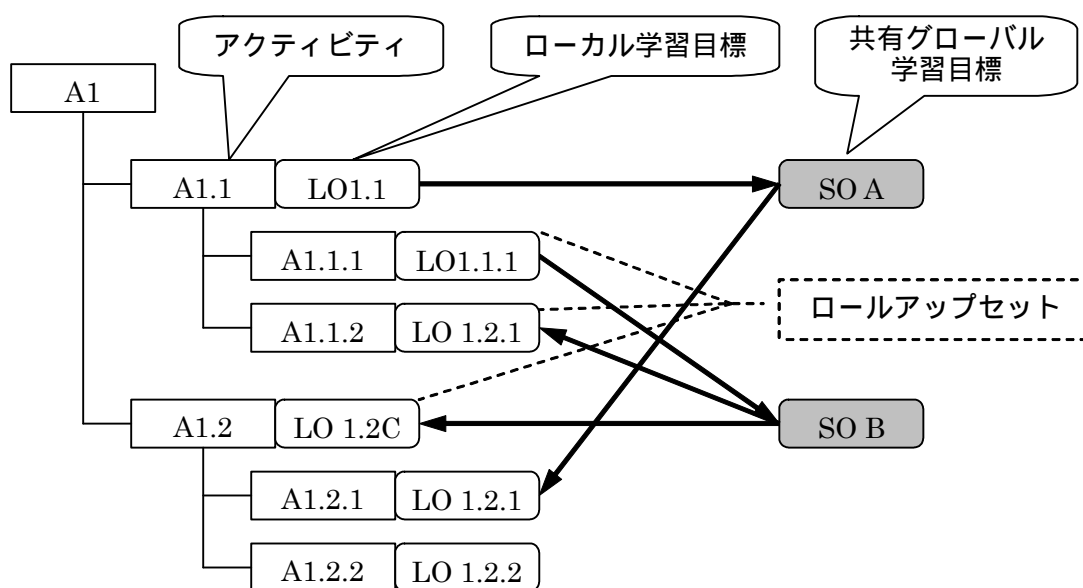 アクティビティ
ローカル学習目標
共有グローバル
学習目標
A1
A1.1
LO1.1
SO A
A1.1.1
LO1.1.1
ロールアップセット
A1.1.2
LO 1.2.1
A1.2
LO 1.2C
SO B
A1.2.1
LO 1.2.1
A1.2.2
LO 1.2.2